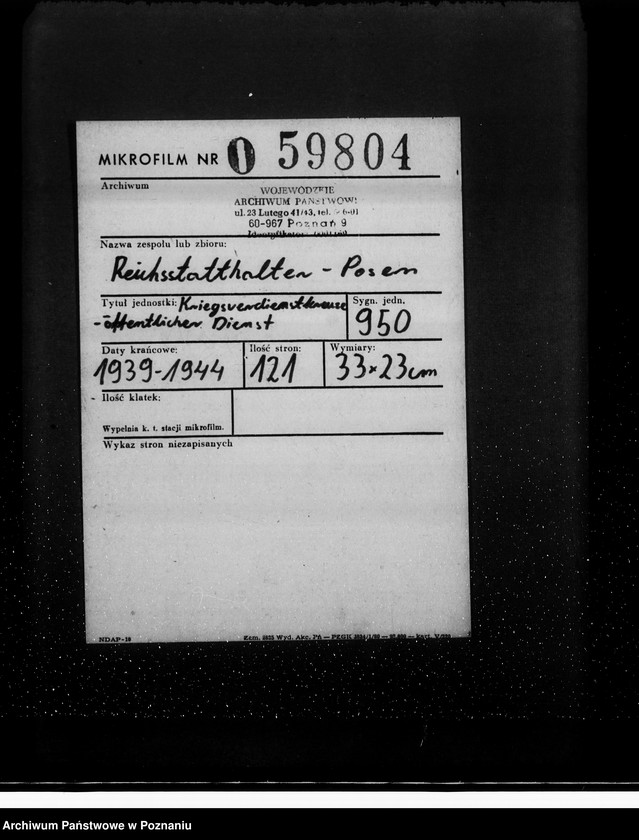 MIKROFILM NR 0 59804
Archiwum
WOJEWÓDZKIE
ARCHIWUM PAŃSTWOWE
ul. 23 Lutego 41/43, tel.
60-967 Poznań 9
Nazwa zespołu lub zbioru:
Reichsstatthalter - Posen
Tytuł jednostki: Kriegsverdienstkreuze
- öffentlicher Dienst
Sygn. jedn.
950
Daty krańcowe:
1939-1944
Ilość stron:
121
Wymiary:
33×23cm
Ilość klatek:
Wypełnia k. t. stacji mikrofilm.
Wykaz stron niezapisanych
NDAP-38
Archiwum Państwowe w Poznaniu